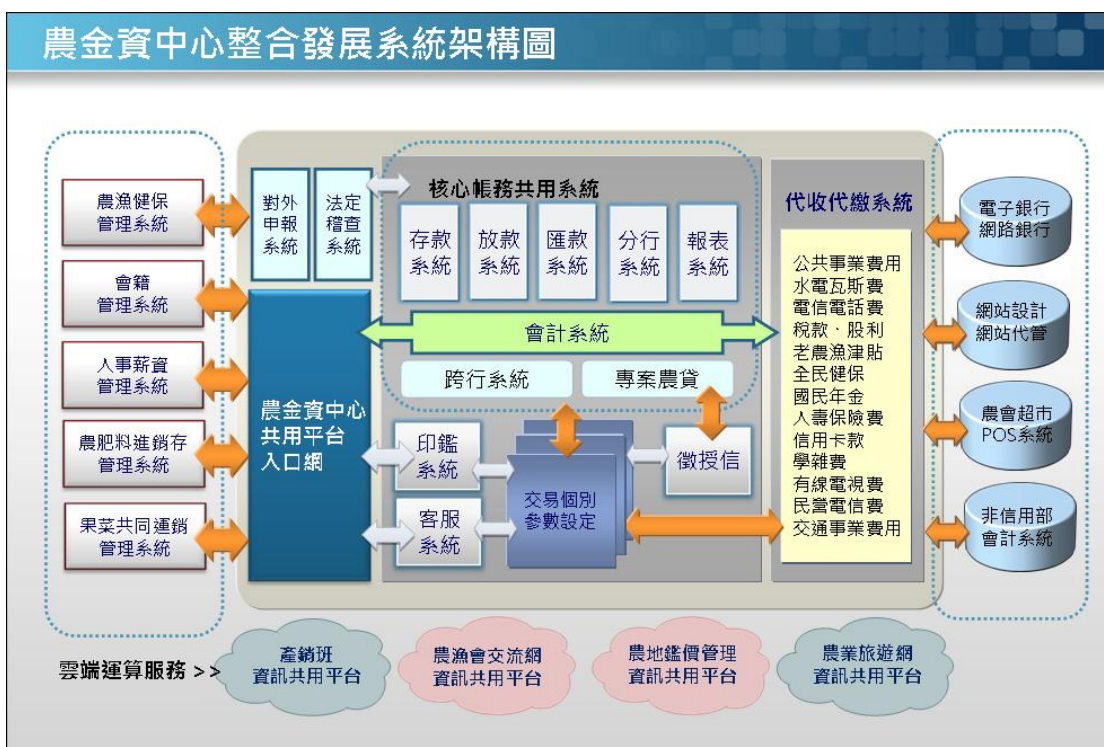 農金資中心整合發展系統架構圖
農漁健保
管理系統
會籍
管理系統
人事薪資
管理系統
農肥料進銷存
管理系統
果菜共同運銷
管理系統
對外
申報
系統
法定
稽查
系統
農金資中心
共用平台
入口網
核心帳務共用系統
存款
系統
放款
系統
匯款
系統
分行
系統
報表
系統
會計系統
跨行系統
專案農貸
印鑑
系統
客服
系統
交易個別
參數設定
徵授信
代收代繳系統
公共事業費用
水電瓦斯費
電信電話費
稅款、股利
老農漁津貼
全民健保
國民年金
人壽保險費
信用卡款
學雜費
有線電視費
民營電信費
交通事業費用
電子銀行
網路銀行
網站設計
網站代管
農會超市
POS系統
非信用部
會計系統
雲端運算服務 >>
產銷班
資訊共用平台
農漁會交流網
資訊共用平台
農地鑑價管理
資訊共用平台
農業旅遊網
資訊共用平台